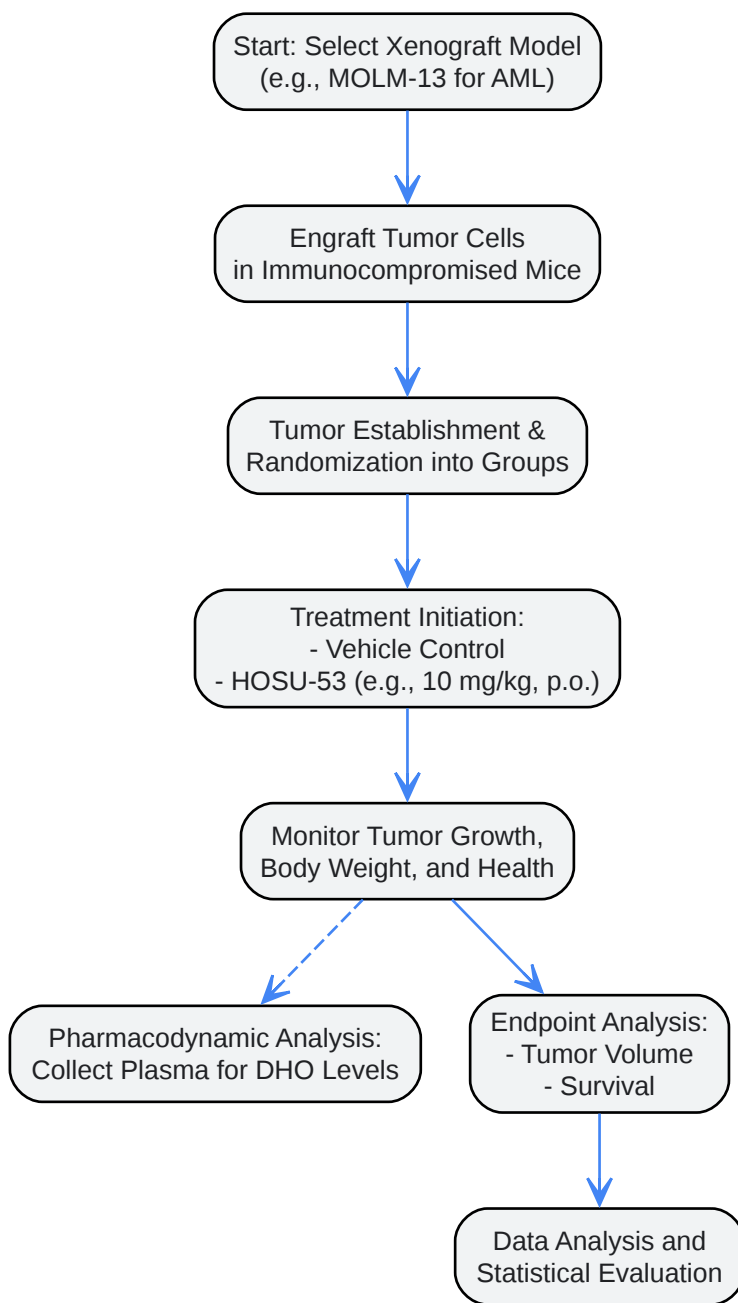 Start: Select Xenograft Model
(e.g., MOLM-13 for AML)
Engraft Tumor Cells
in Immunocompromised Mice
Tumor Establishment &
Randomization into Groups
Treatment Initiation:
- Vehicle Control
- HOSU-53 (e.g., 10 mg/kg, p.o.)
Monitor Tumor Growth,
Body Weight, and Health
Pharmacodynamic Analysis:
Collect Plasma for DHO Levels
Endpoint Analysis:
- Tumor Volume
- Survival
Data Analysis and
Statistical Evaluation